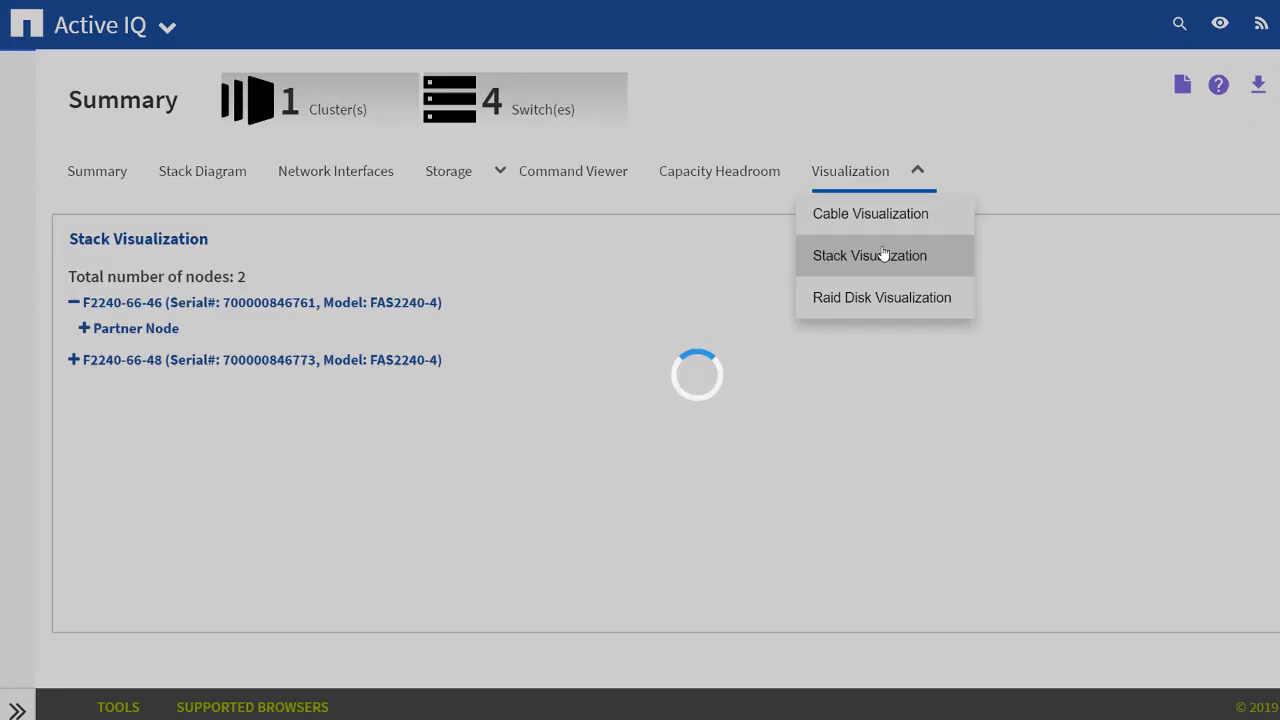 Active IQ
Summary
1 Cluster(s)
4 Switch(es)
Summary
Stack Diagram
Network Interfaces
Storage
Command Viewer
Capacity Headroom
Visualization
Cable Visualization
Stack Visualization
Raid Disk Visualization
Stack Visualization
Total number of nodes: 2
F2240-66-46 (Serial#: 700000846761, Model: FAS2240-4)
Partner Node
F2240-66-48 (Serial#: 700000846773, Model: FAS2240-4)
TOOLS
SUPPORTED BROWSERS
© 2019